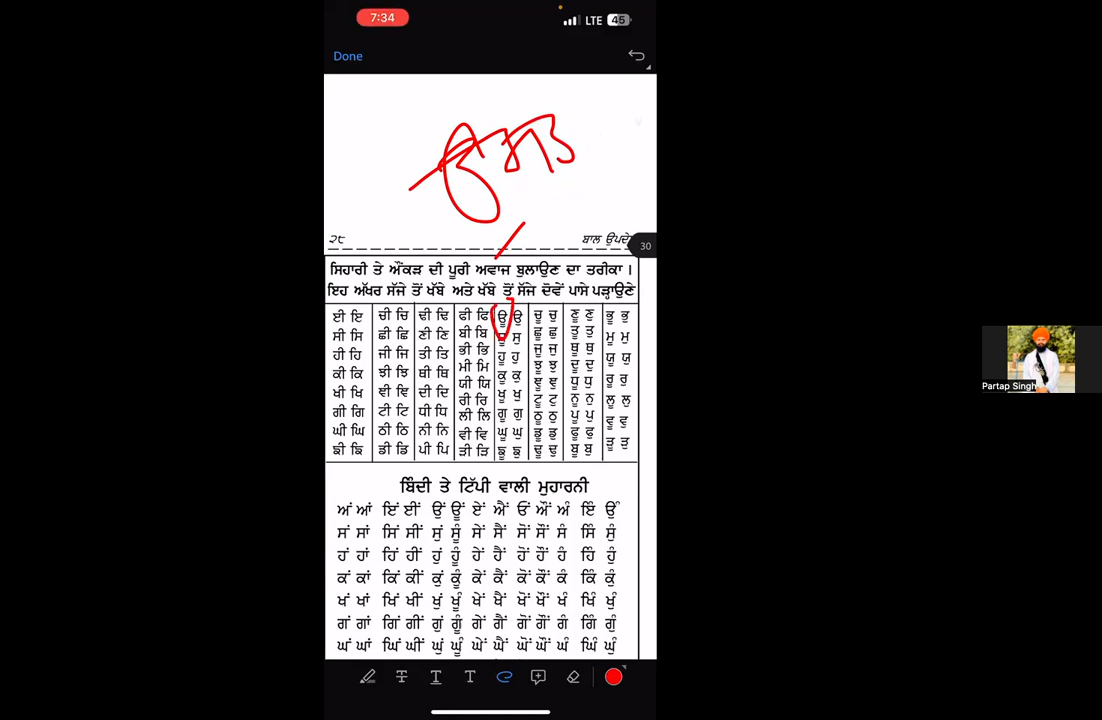 7:34
LTE 45
Done
੨੮ ਬਾਲ ਉਪਦੇ
30
ਸਿਹਾਰੀ ਤੇ ਔਂਕੜ ਦੀ ਪੂਰੀ ਅਵਾਜ ਬੁਲਾਉਣ ਦਾ ਤਰੀਕਾ ।
ਇਹ ਅੱਖਰ ਸੱਜੇ ਤੋਂ ਖੱਬੇ ਅਤੇ ਖੱਬੇ ਤੋਂ ਸੱਜੇ ਦੋਵੇਂ ਪਾਸੇ ਪੜ੍ਹਾਉਣੇ
ਈ ਇ ਚੀ ਚਿ ਢੀ ਢਿ ਫੀ ਫਿ ਊ ਉ ਚੂ ਚੁ ਣੂ ਣੁ ਭੂ ਭੁ
ਸੀ ਸਿ ਛੀ ਛਿ ਣੀ ਣਿ ਬੀ ਬਿ ਸੂ ਸੁ ਛੂ ਛੁ ਤੂ ਤੁ ਮੂ ਮੁ
ਹੀ ਹਿ ਜੀ ਜਿ ਤੀ ਤਿ ਭੀ ਭਿ ਹੂ ਹੁ ਜੂ ਜੁ ਥੂ ਥੁ ਯੂ ਯੁ
ਕੀ ਕਿ ਝੀ ਝਿ ਥੀ ਥਿ ਮੀ ਮਿ ਕੂ ਕੁ ਝੂ ਝੁ ਦੂ ਦੁ ਰੂ ਰੁ
ਖੀ ਖਿ ਞੀ ਞਿ ਦੀ ਦਿ ਯੀ ਯਿ ਖੂ ਖੁ ਞੂ ਞੁ ਧੂ ਧੁ ਲੂ ਲੁ
ਗੀ ਗਿ ਟੀ ਟਿ ਧੀ ਧਿ ਰੀ ਰਿ ਗੂ ਗੁ ਟੂ ਟੁ ਨੂ ਨੁ ਵੂ ਵੁ
ਘੀ ਘਿ ਠੀ ਠਿ ਨੀ ਨਿ ਲੀ ਲਿ ਘੂ ਘੁ ਠੂ ਠੁ ਪੂ ਪੁ ੜੂ ੜੁ
ਙੀ ਙਿ ਡੀ ਡਿ ਪੀ ਪਿ ਵੀ ਵਿ ਙੂ ਙੁ ਡੂ ਡੁ ਫੂ ਫੁ
ੜੀ ੜਿ ਢੂ ਢੁ ਬੂ ਬੁ
ਬਿੰਦੀ ਤੇ ਟਿੱਪੀ ਵਾਲੀ ਮੁਹਾਰਨੀ
ਅਾਂ ਆਂ ਇਂ ਈਂ ਉਂ ਊਂ ਏਂ ਐਂ ਓਂ ਔਂ ਅੰ ਇੰ ਉੰ
ਸਂ ਸਾਂ ਸਿਂ ਸੀਂ ਸੁਂ ਸੂੰ ਸੇਂ ਸੈਂ ਸੋਂ ਸੌਂ ਸੰ ਸਿੰ ਸੁੰ
ਹਂ ਹਾਂ ਹਿਂ ਹੀਂ ਹੁਂ ਹੂੰ ਹੇਂ ਹੈਂ ਹੋਂ ਹੌਂ ਹੰ ਹਿੰ ਹੁੰ
ਕਂ ਕਾਂ ਕਿਂ ਕੀਂ ਕੁਂ ਕੂੰ ਕੇਂ ਕੈਂ ਕੋਂ ਕੌਂ ਕੰ ਕਿੰ ਕੁੰ
ਖਂ ਖਾਂ ਖਿਂ ਖੀਂ ਖੁਂ ਖੂੰ ਖੇਂ ਖੈਂ ਖੋਂ ਖੌਂ ਖੰ ਖਿੰ ਖੁੰ
ਗਂ ਗਾਂ ਗਿਂ ਗੀਂ ਗੁਂ ਗੂੰ ਗੇਂ ਗੈਂ ਗੋਂ ਗੌਂ ਗੰ ਗਿੰ ਗੁੰ
ਘਂ ਘਾਂ ਘਿਂ ਘੀਂ ਘੁਂ ਘੂੰ ਘੇਂ ਘੈਂ ਘੋਂ ਘੌਂ ਘੰ ਘਿੰ ਘੁੰ
Partap Singh